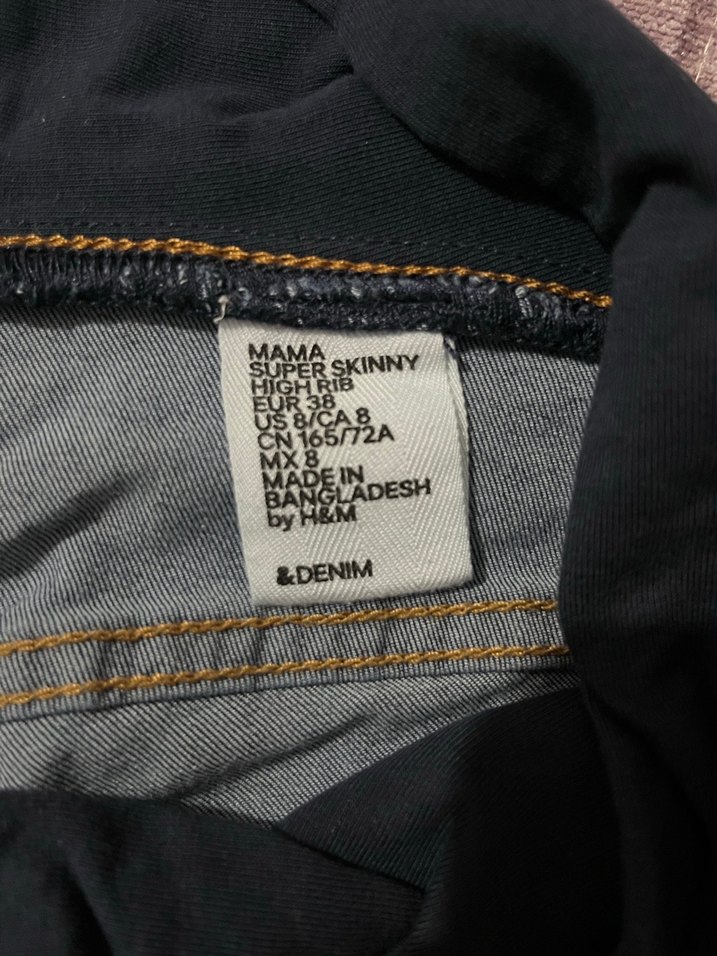 MAMA
SUPER SKINNY
HIGH RIB
EUR 38
US 8/CA 8
CN 165/72A
MX 8
MADE IN
BANGLADESH
by H&M
&DENIM